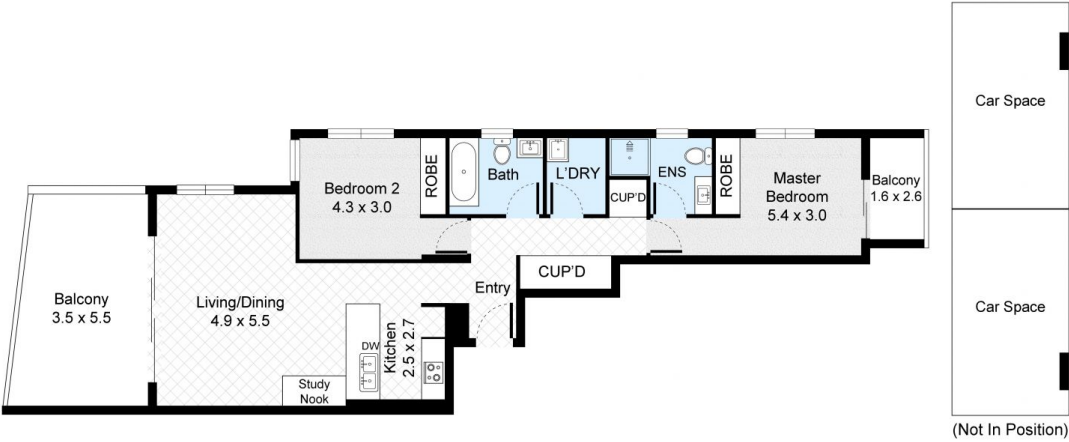 Car Space
Bedroom 2
4.3 x 3.0
ROBE
Bath
L'DRY
ENS
CUP'D
ROBE
Master
Bedroom
5.4 x 3.0
Balcony
1.6 x 2.6
Balcony
3.5 x 5.5
Living/Dining
4.9 x 5.5
Entry
CUP'D
DW
Kitchen
2.5 x 2.7
Study
Nook
Car Space
(Not In Position)